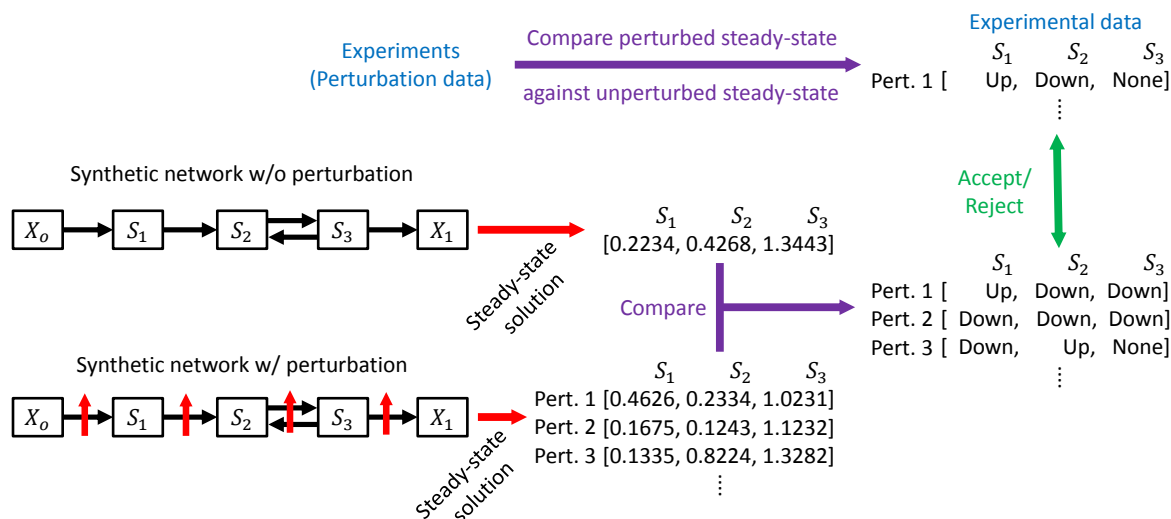 Experimental data
Experiments
(Perturbation data)
Compare perturbed steady-state
against unperturbed steady-state
S₁ S₂ S₃
Pert. 1 [ Up, Down, None]
⋮
Synthetic network w/o perturbation
Xₒ S₁ S₂ S₃ X₁
Steady-state
solution
S₁ S₂ S₃
[0.2234, 0.4268, 1.3443]
Accept/
Reject
Compare
S₁ S₂ S₃
Pert. 1 [ Up, Down, Down]
Pert. 2 [ Down, Down, Down]
Pert. 3 [ Down, Up, None]
⋮
Synthetic network w/ perturbation
Xₒ S₁ S₂ S₃ X₁
Steady-state
solution
S₁ S₂ S₃
Pert. 1 [0.4626, 0.2334, 1.0231]
Pert. 2 [0.1675, 0.1243, 1.1232]
Pert. 3 [0.1335, 0.8224, 1.3282]
⋮